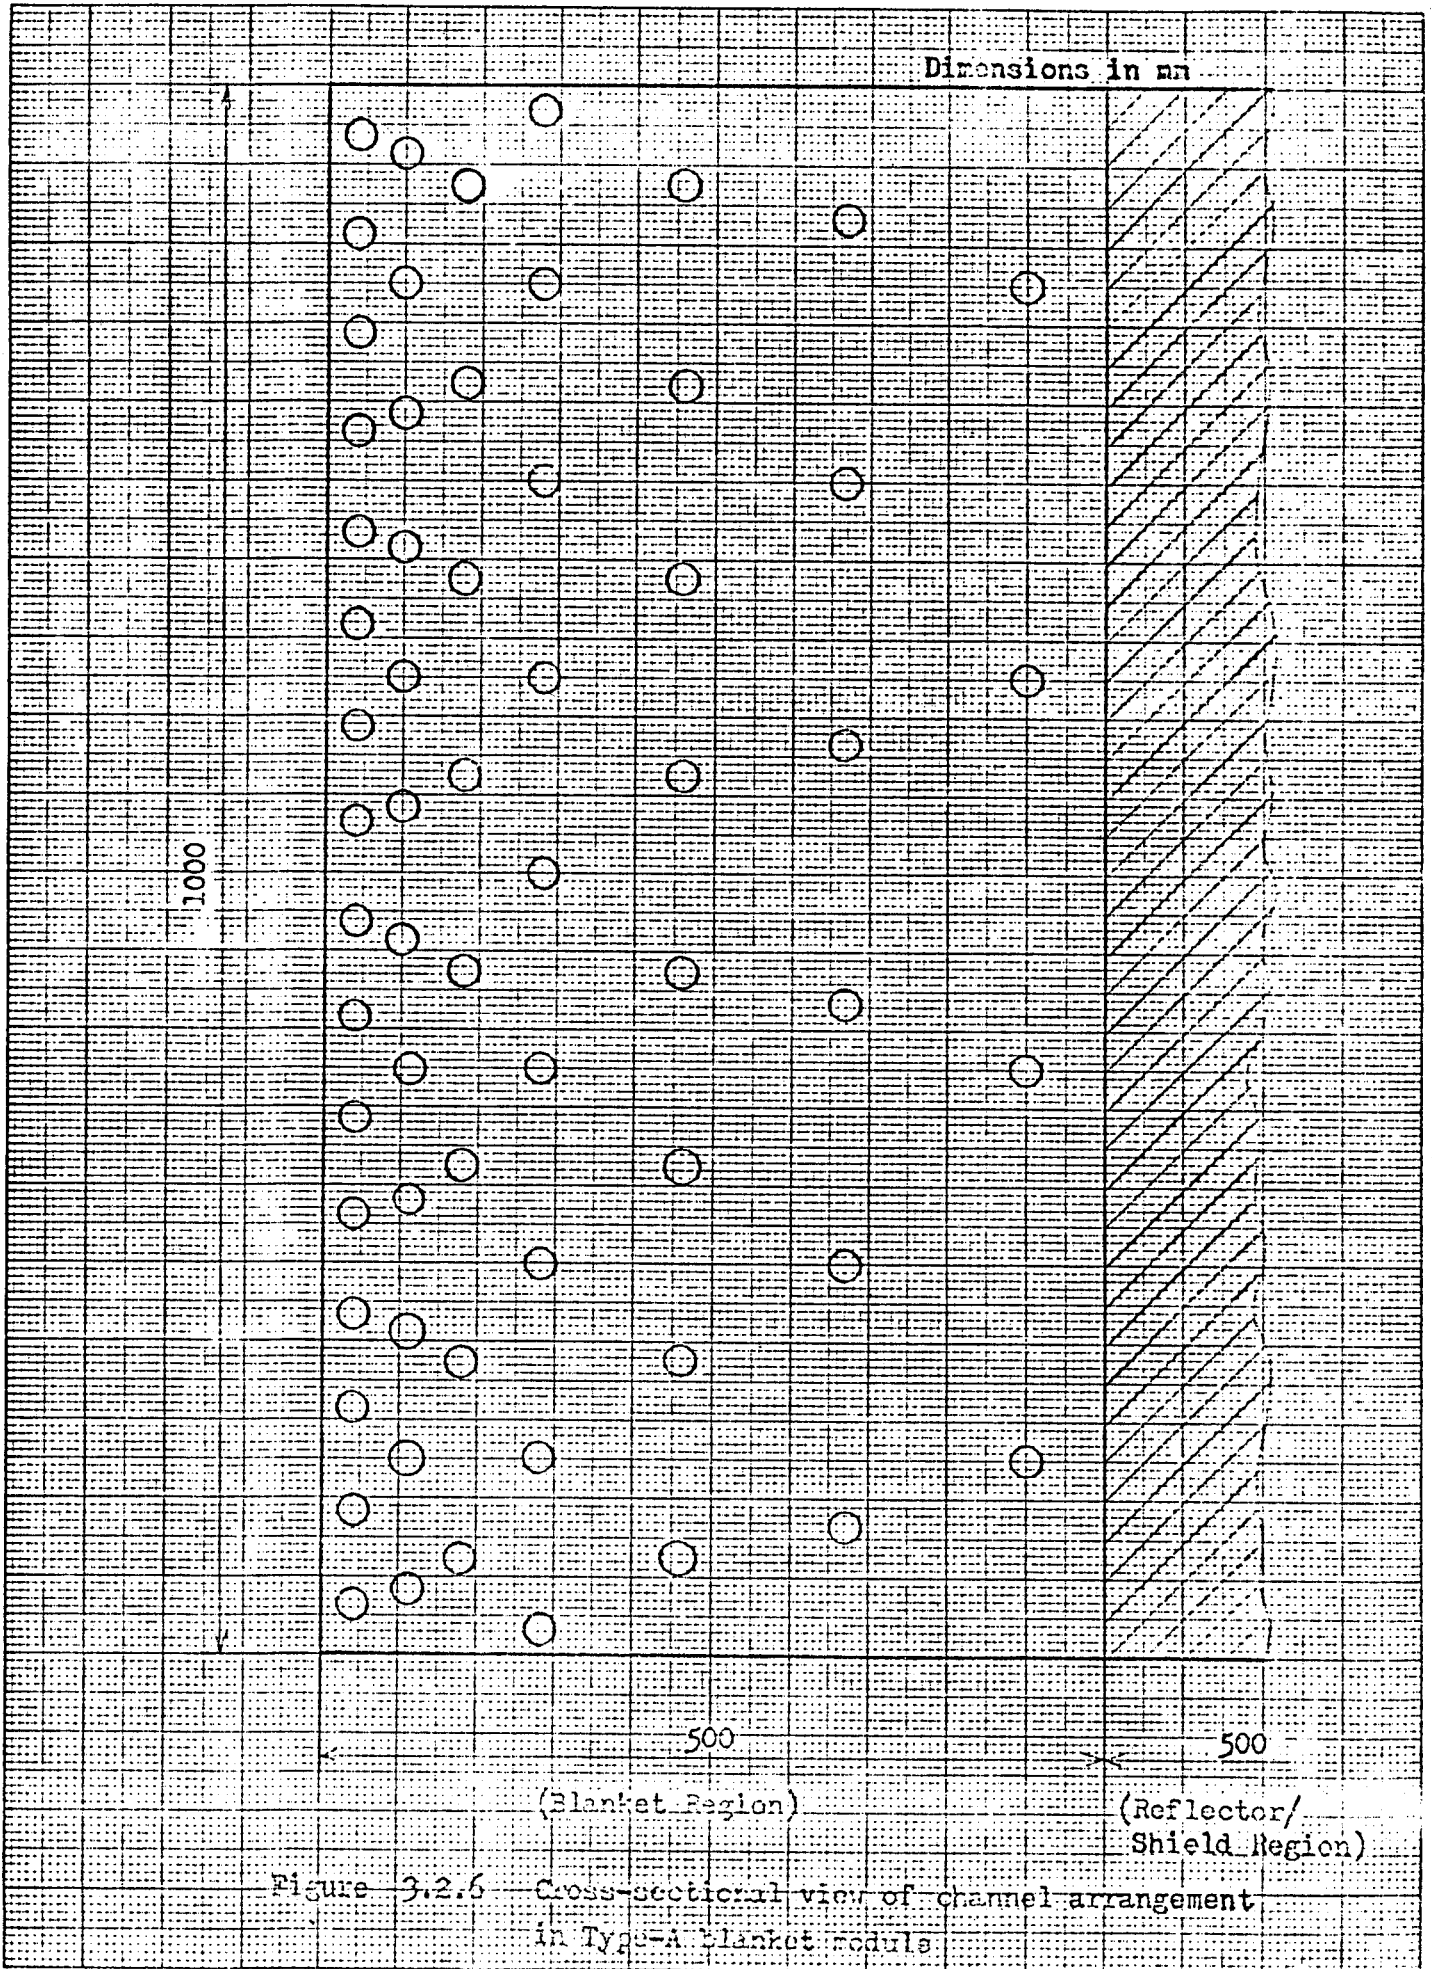 Dimensions in mm
1000
500
500
(Blanket Region)
(Reflector/
Shield Region)
Figure 3.2.6 Cross-sectional view of channel arrangement
in Type-A blanket module